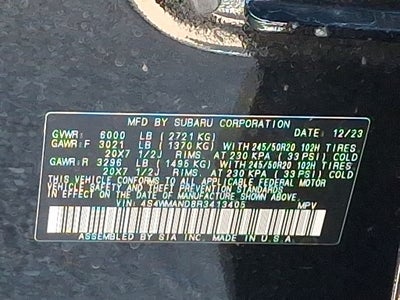 MFD BY SUBARU CORPORATION DATE: 12/23
GVWR: 6000 LB (2721 KG)
GAWR:F 3021 LB (1370 KG) WITH 245/50R20 102H TIRES
20X7 1/2J RIMS. AT 230 KPA (33 PSI) COLD
GAWR:R 3296 LB (1495 KG) WITH 245/50R20 102H TIRES
20X7 1/2J RIMS. AT 230 KPA (33 PSI) COLD
THIS VEHICLE CONFORMS TO ALL APPLICABLE FEDERAL MOTOR
VEHICLE SAFETY AND THEFT PREVENTION STANDARDS
IN EFFECT ON THE DATE OF MANUFACTURE SHOWN ABOVE.
VIN: 4S4WMAND8R3413405 MPV
ASSEMBLED BY SIA INC, MADE IN U.S.A